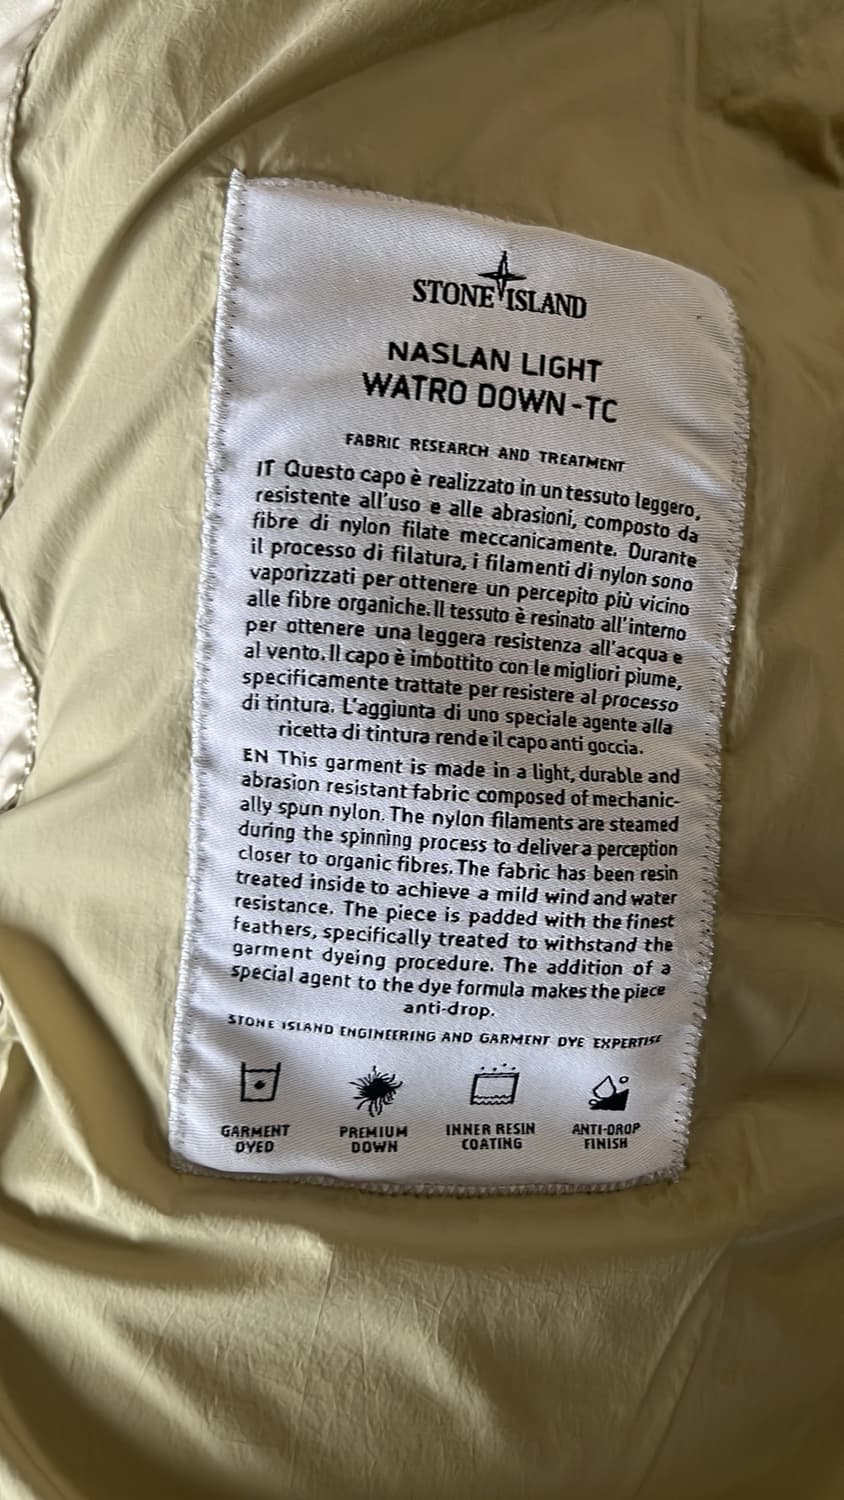 STONE ISLAND
NASLAN LIGHT
WATRO DOWN-TC
FABRIC RESEARCH AND TREATMENT
IT Questo capo è realizzato in un tessuto leggero,
resistente all'uso e alle abrasioni, composto da
fibre di nylon filate meccanicamente. Durante
il processo di filatura, i filamenti di nylon sono
vaporizzati per ottenere un percepito più vicino
alle fibre organiche. Il tessuto è resinato all'interno
per ottenere una leggera resistenza all'acqua e
al vento. Il capo è imbottito con le migliori piume,
specificamente trattate per resistere al processo
di tintura. L'aggiunta di uno speciale agente alla
ricetta di tintura rende il capo anti goccia.
EN This garment is made in a light, durable and
abrasion resistant fabric composed of mechanic-
ally spun nylon. The nylon filaments are steamed
during the spinning process to deliver a perception
closer to organic fibres. The fabric has been resin
treated inside to achieve a mild wind and water
resistance. The piece is padded with the finest
feathers, specifically treated to withstand the
garment dyeing procedure. The addition of a
special agent to the dye formula makes the piece
anti-drop.
STONE ISLAND ENGINEERING AND GARMENT DYE EXPERTISE
GARMENT
DYED
PREMIUM
DOWN
INNER RESIN
COATING
ANTI-DROP
FINISH